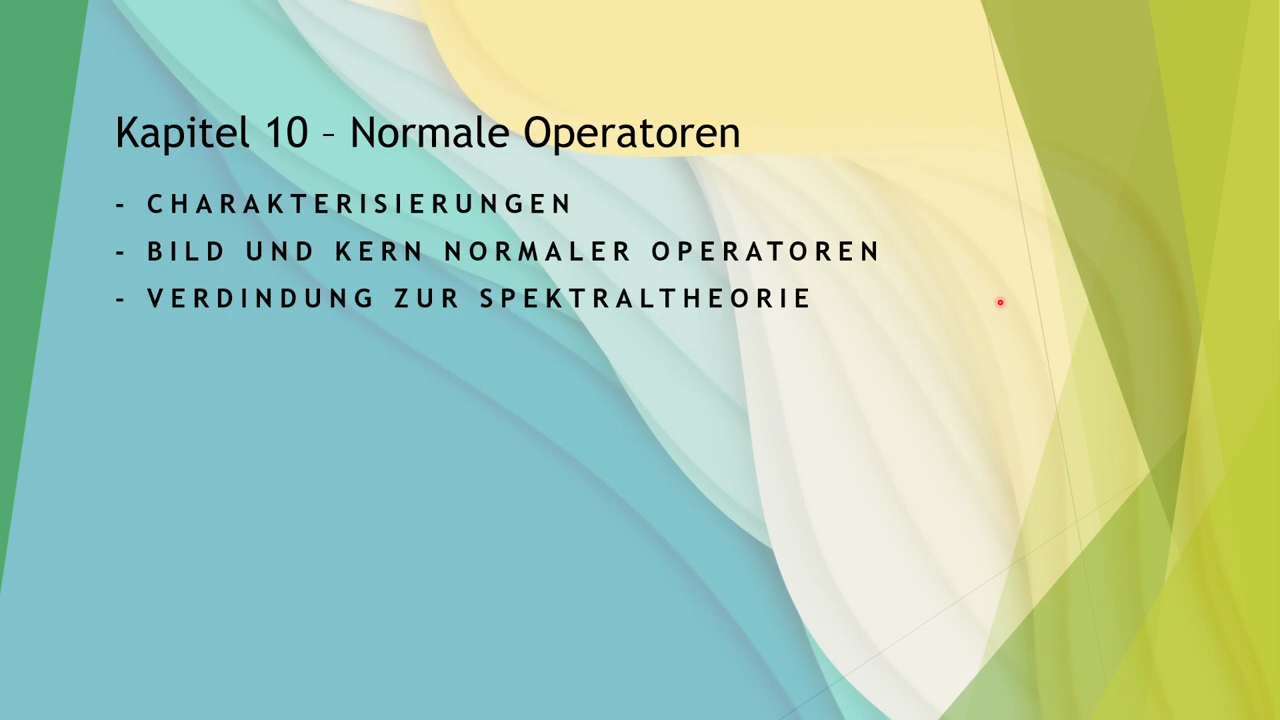 Kapitel 10 – Normale Operatoren
- CHARAKTERISIERUNGEN
- BILD UND KERN NORMALER OPERATOREN
- VERDINDUNG ZUR SPEKTRALTHEORIE